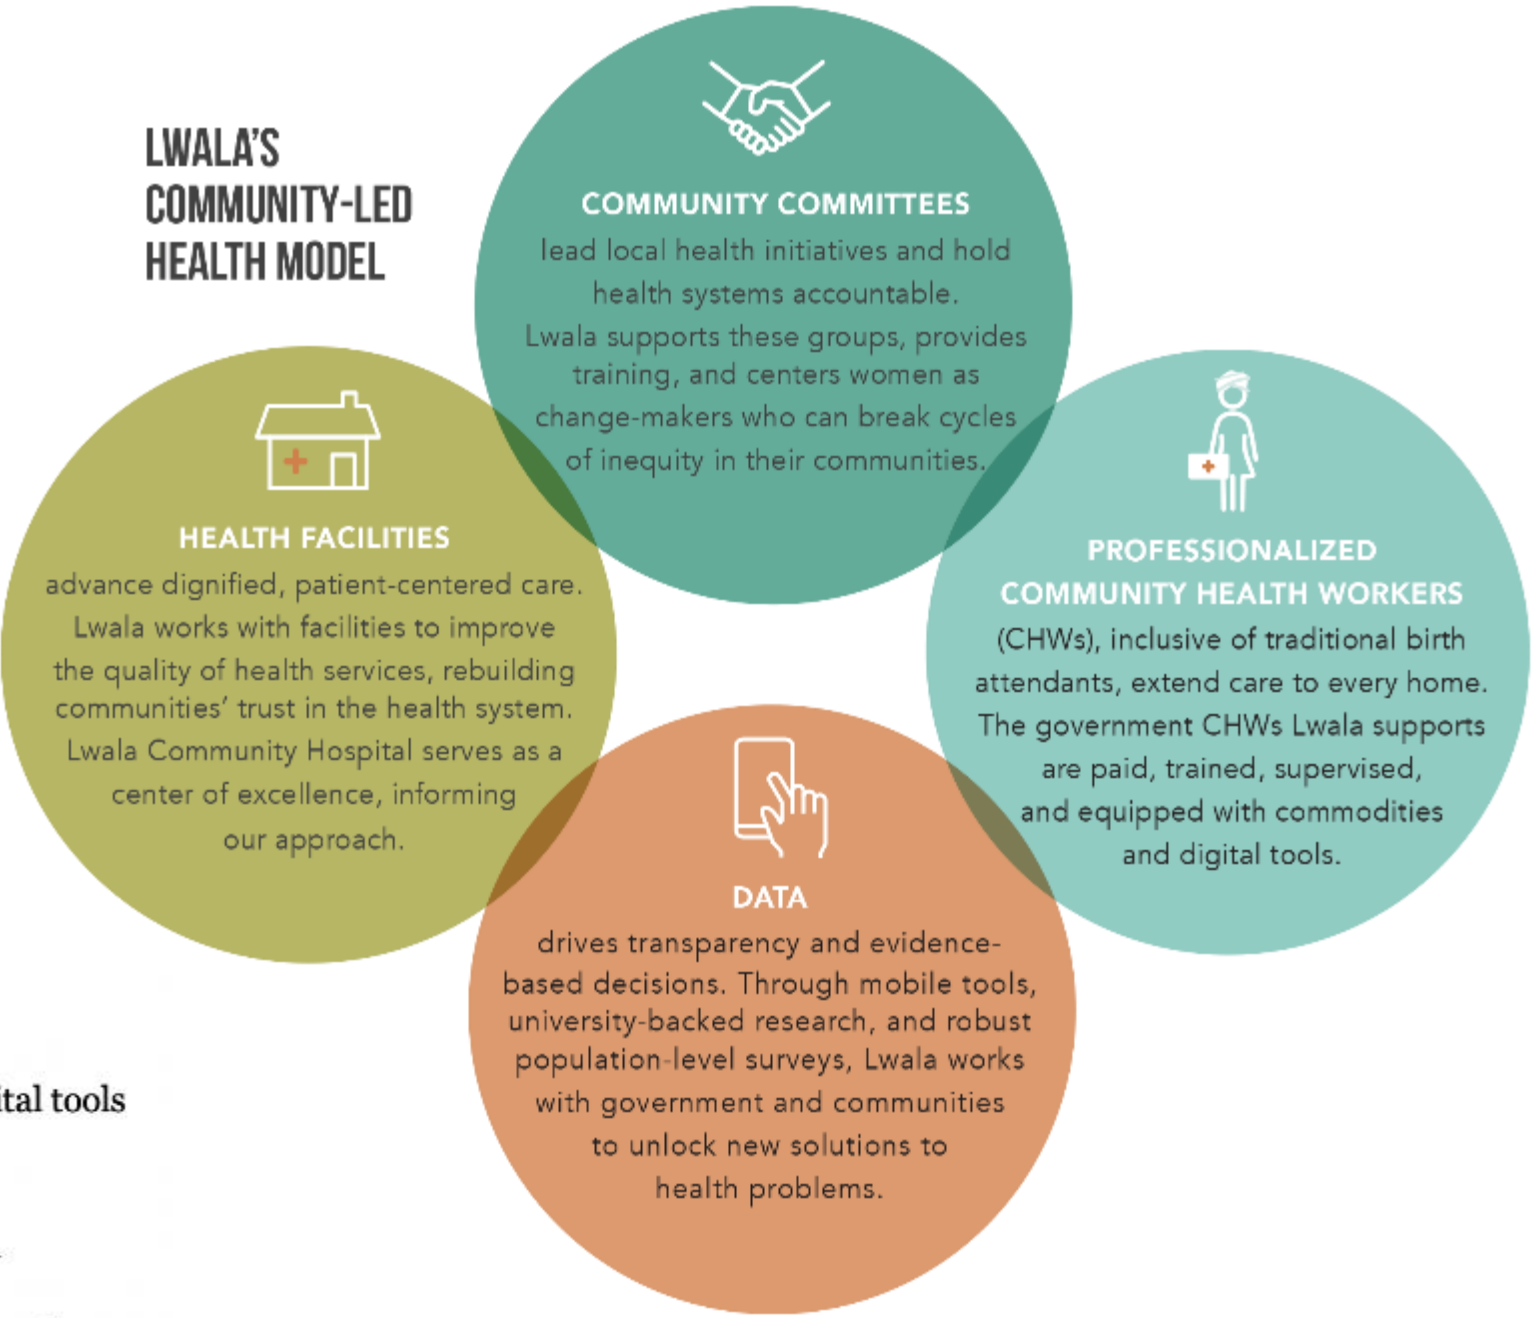 LWALA'S
COMMUNITY-LED
HEALTH MODEL
COMMUNITY COMMITTEES
lead local health initiatives and hold
health systems accountable.
Lwala supports these groups, provides
training, and centers women as
change-makers who can break cycles
of inequity in their communities.
HEALTH FACILITIES
advance dignified, patient-centered care.
Lwala works with facilities to improve
the quality of health services, rebuilding
communities' trust in the health system.
Lwala Community Hospital serves as a
center of excellence, informing
our approach.
PROFESSIONALIZED
COMMUNITY HEALTH WORKERS
(CHWs), inclusive of traditional birth
attendants, extend care to every home.
The government CHWs Lwala supports
are paid, trained, supervised,
and equipped with commodities
and digital tools.
DATA
drives transparency and evidence-
based decisions. Through mobile tools,
university-backed research, and robust
population-level surveys, Lwala works
with government and communities
to unlock new solutions to
health problems.
ital tools